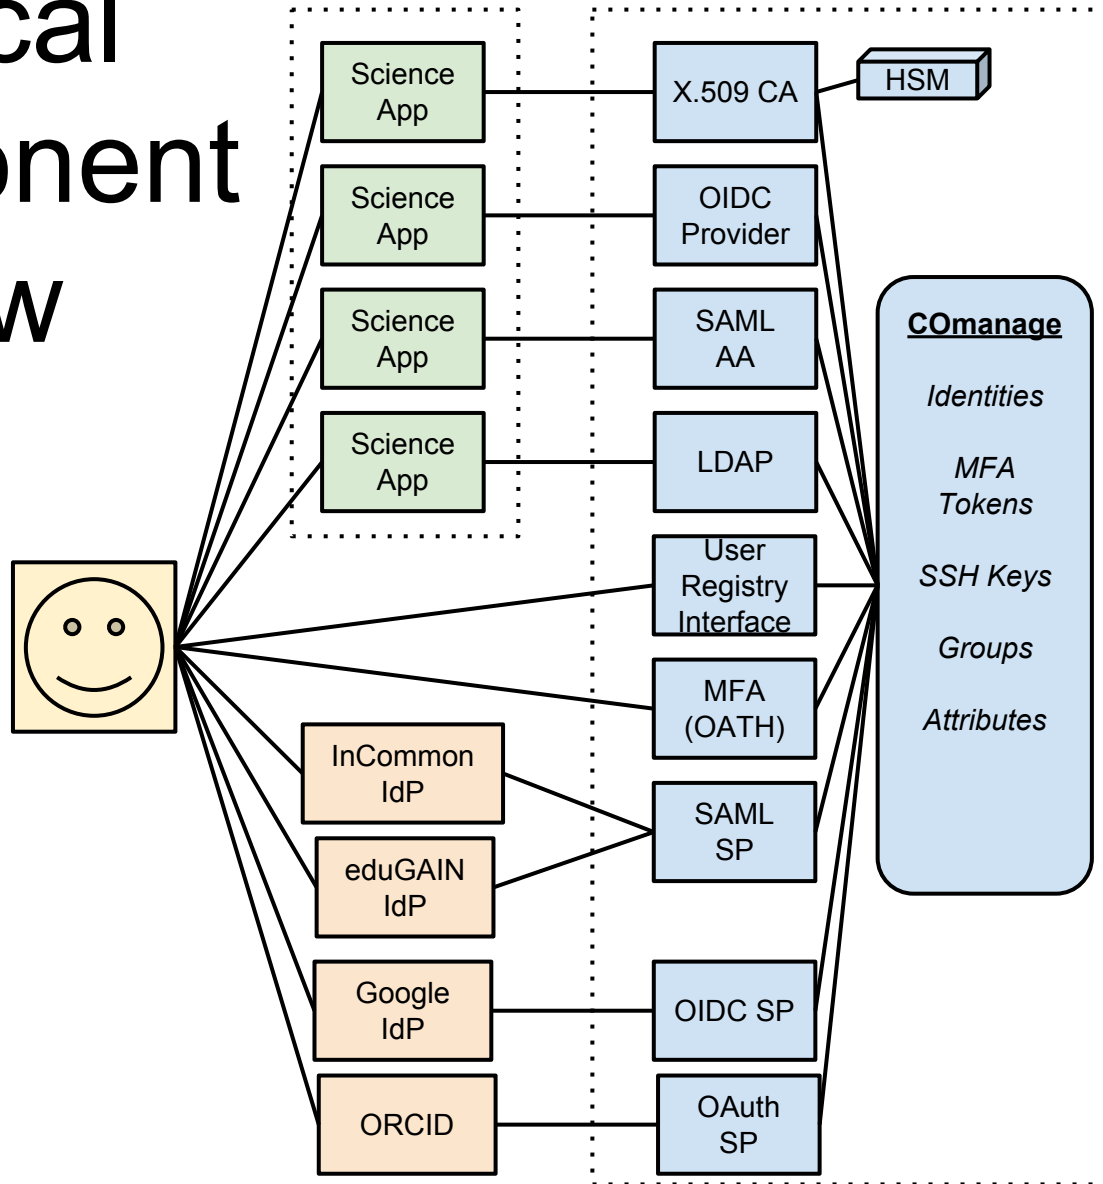 cal
onent
w
Science
App
X.509 CA
HSM
Science
App
OIDC
Provider
Science
App
SAML
AA
Science
App
LDAP
User
Registry
Interface
MFA
(OATH)
InCommon
IdP
SAML
SP
eduGAIN
IdP
Google
IdP
OIDC SP
ORCID
OAuth
SP
COmanage
Identities
MFA
Tokens
SSH Keys
Groups
Attributes